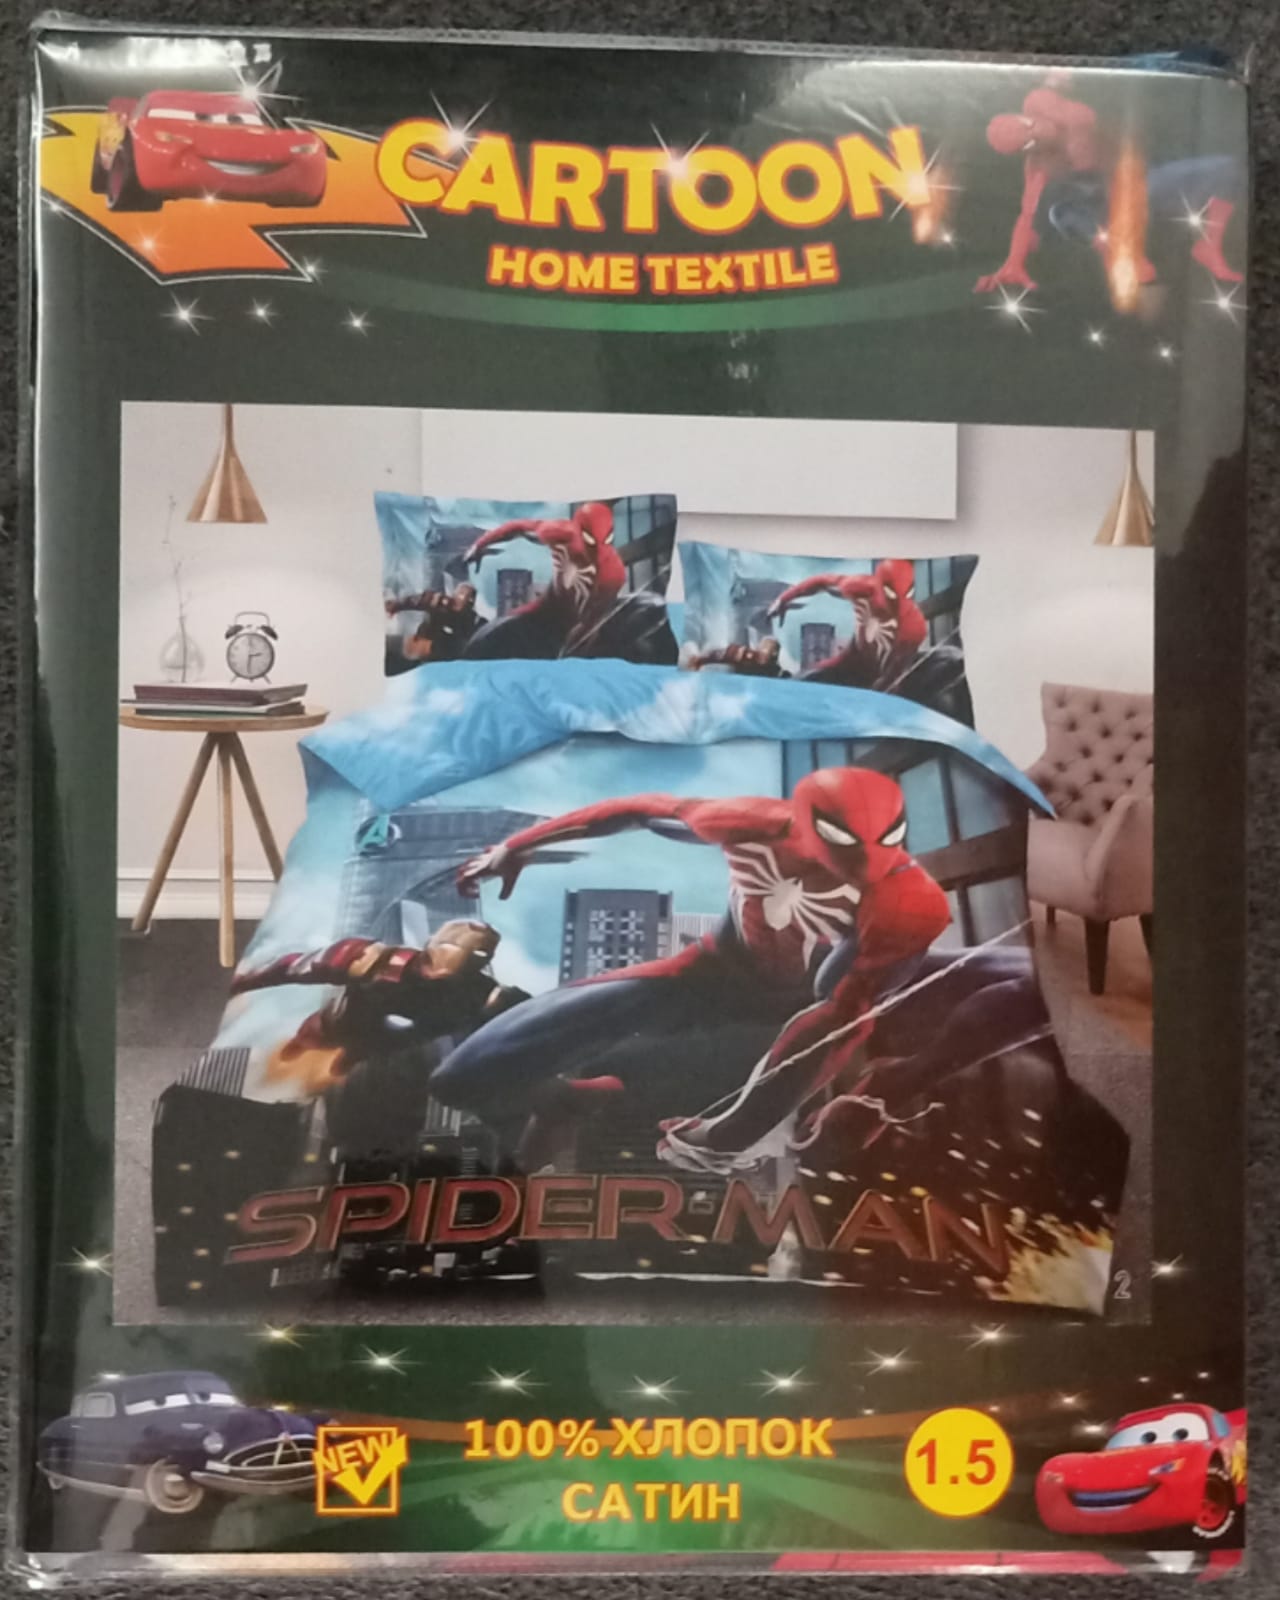 CARTOON
HOME TEXTILE
SPIDER-MAN
2
NEW
100% ХЛОПОК
САТИН
1.5